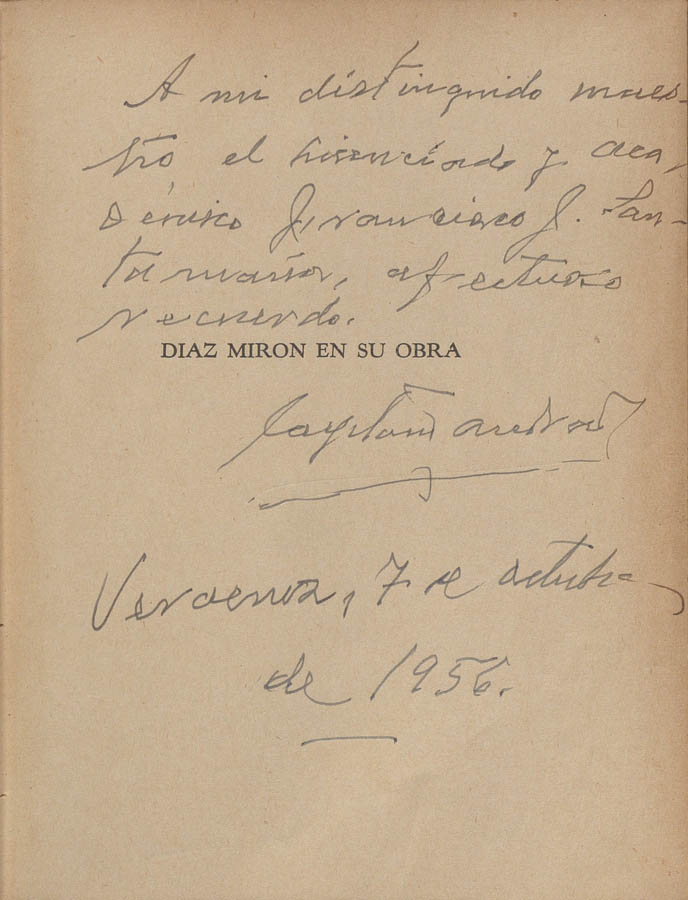 A mi distinguido maes-
tro el licenciado y aca-
démico Francisco J. San-
tamaría, afectuoso
recuerdo.
DIAZ MIRON EN SU OBRA
Veracruz, 7 de octubre
de 1956.